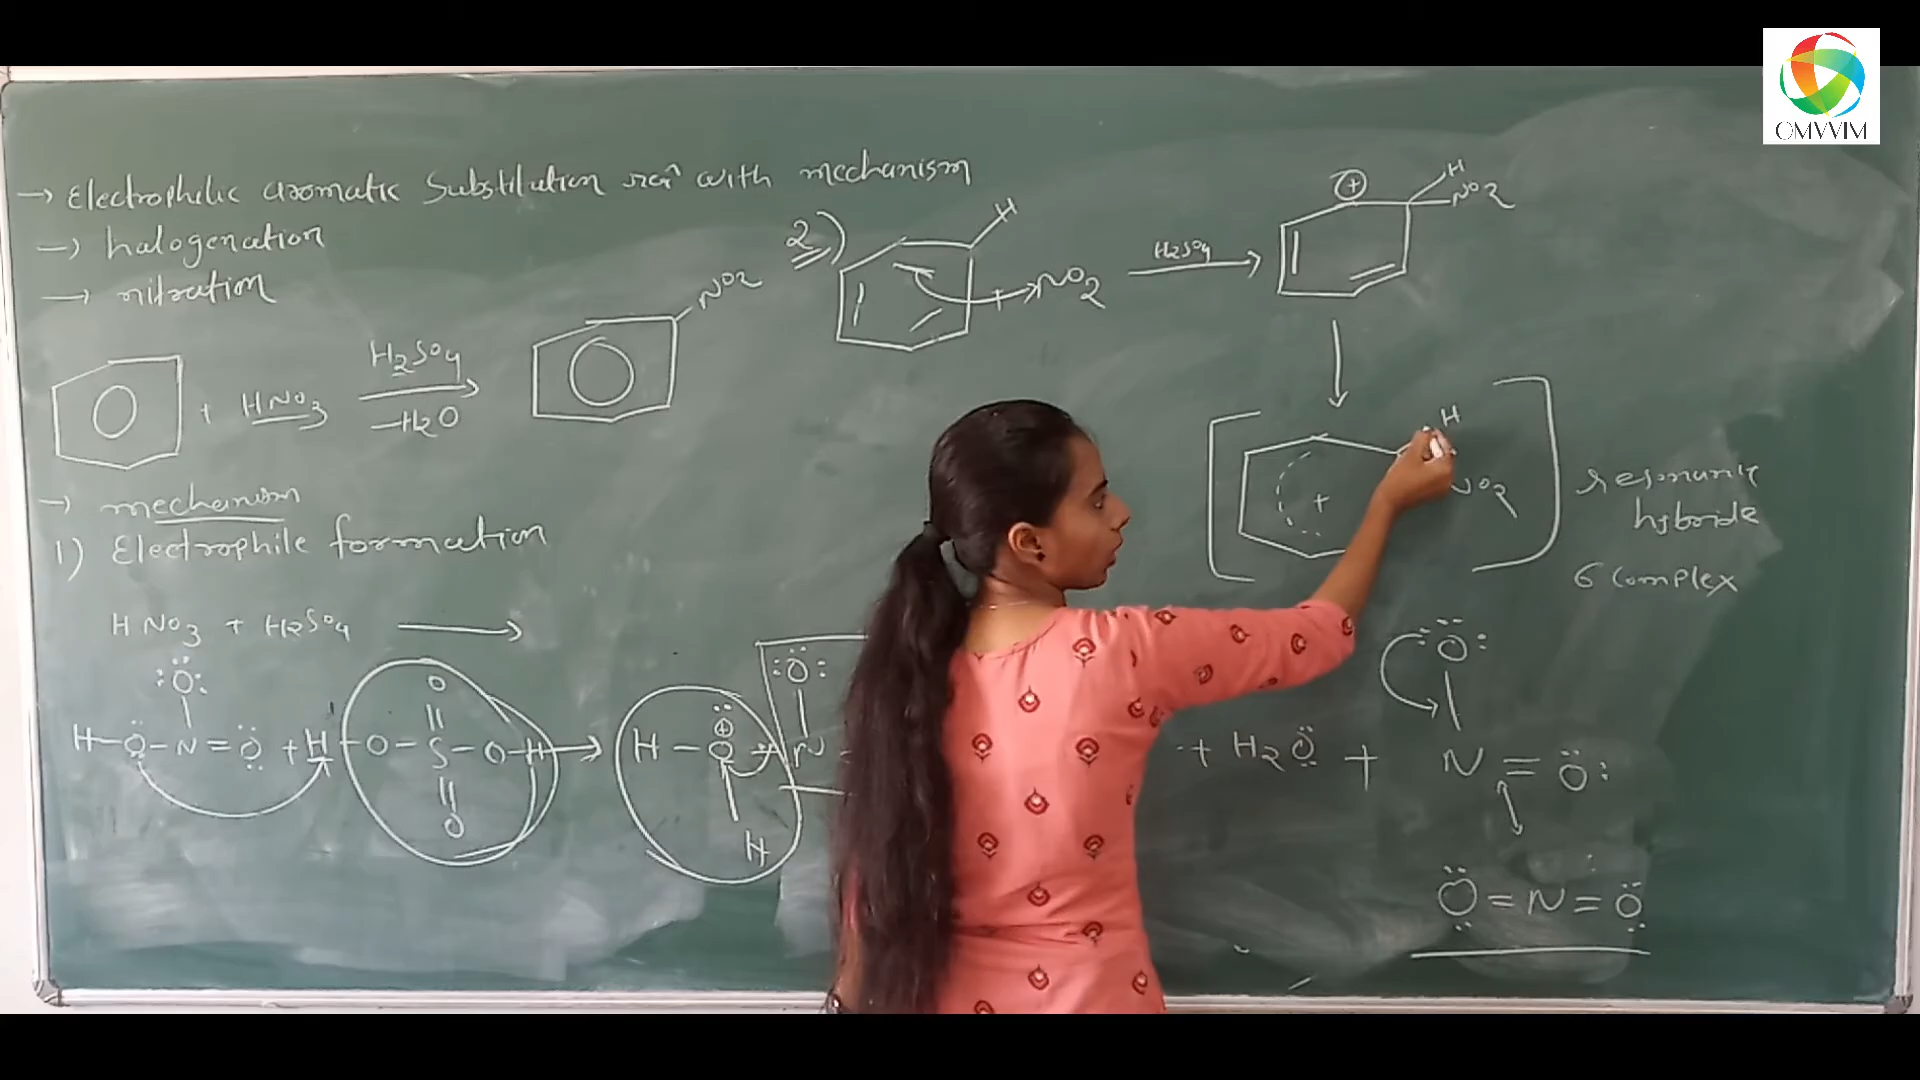 → Electrophilic aromatic substitution rxn with mechanism
→ halogenation
→ nitration
+ HNO3
H2SO4
-H2O
NO2
→ mechanism
1) Electrophile formation
HNO3 + H2SO4 →
H-O-N=O + H-O-S-O-H →
O
O
O
H-O-N
O
H
+ H2O +
O
N=O
O=N=O
2)
H
NO2
H2SO4
H
NO2
H
NO2
+
resonance
hybride
6 complex
OMVVIM